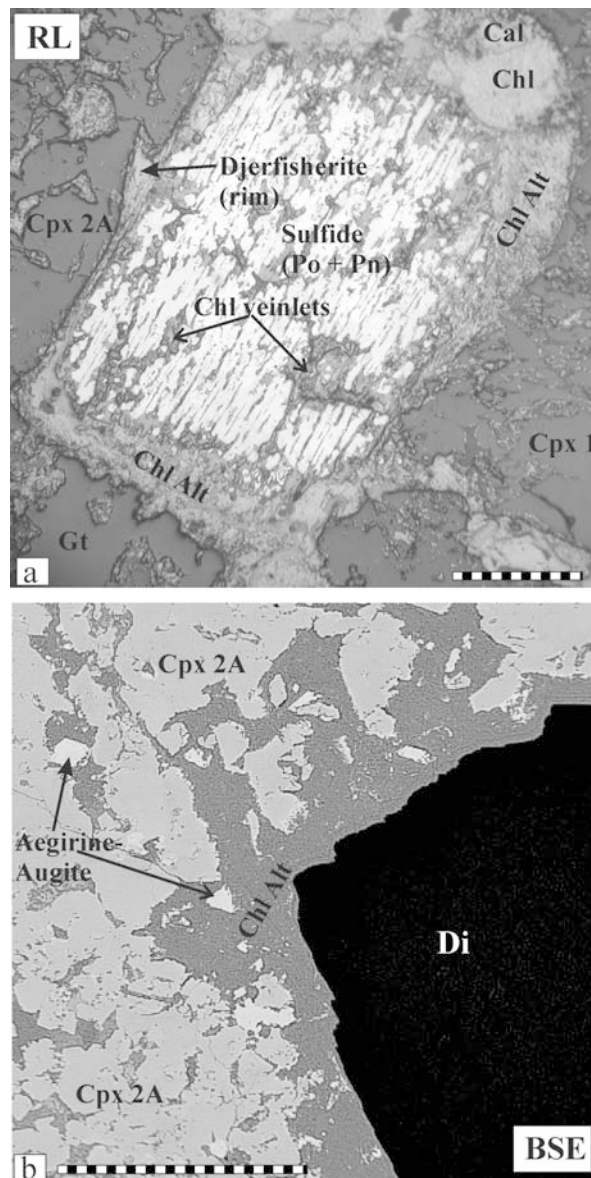 RL
Cal
Chl
Djerfisherite
(rim)
Cpx 2A
Chl Alt
Sulfide
(Po + Pn)
Chl veinlets
Cpx 1
Chl Alt
Gt
a
Cpx 2A
Aegirine-
Augite
Chl Alt
Di
Cpx 2A
b
BSE